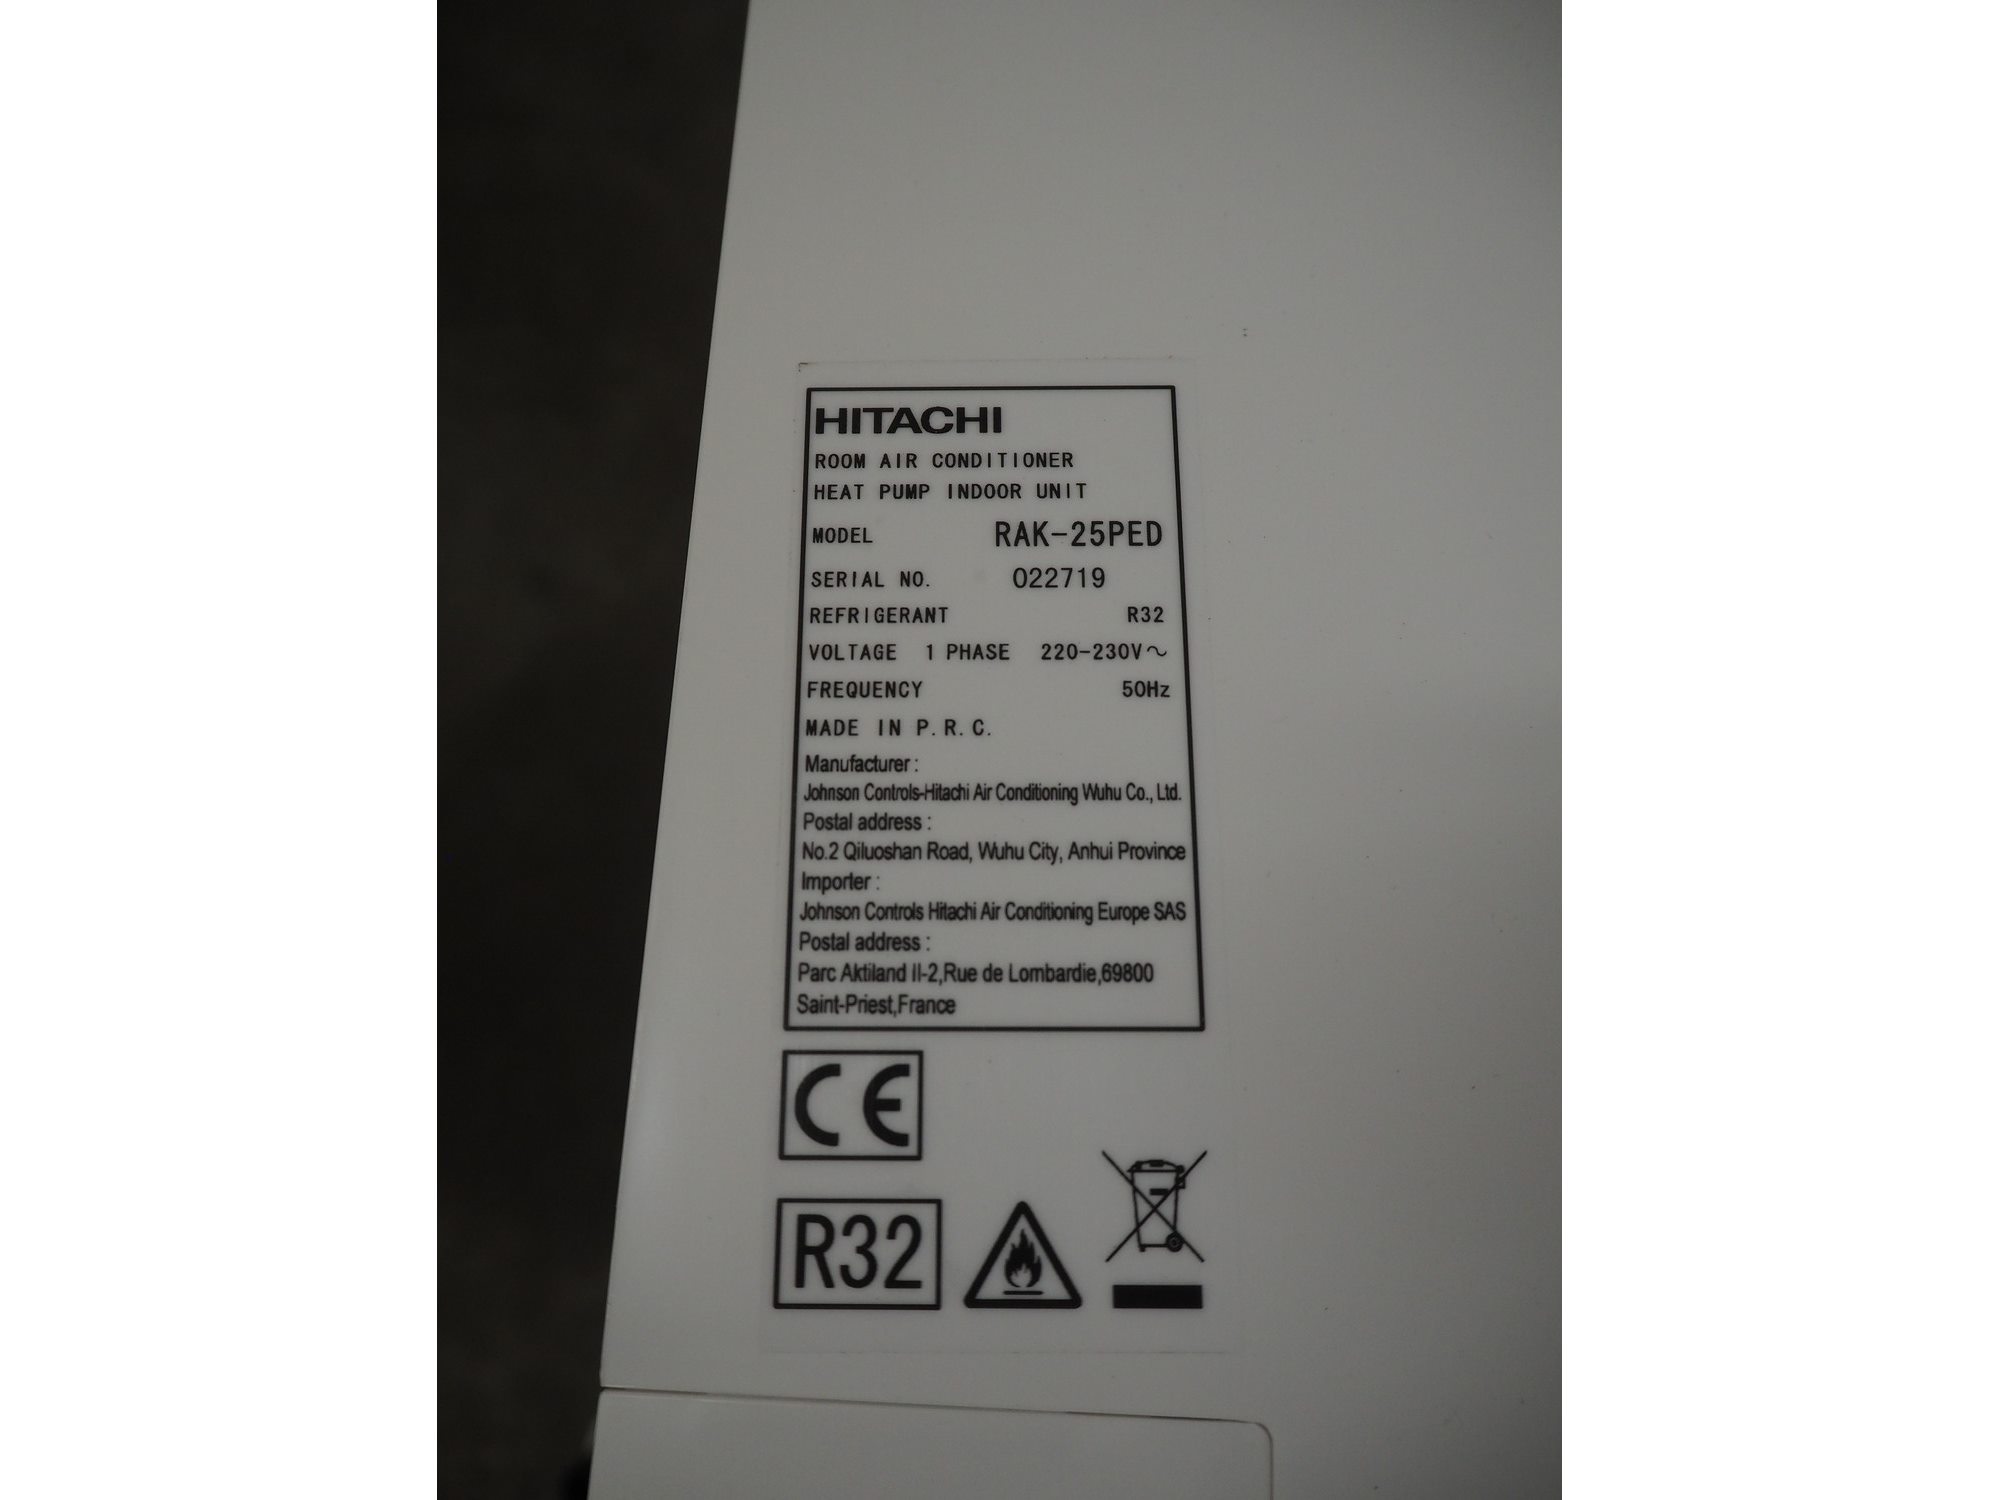 HITACHI
ROOM AIR CONDITIONER
HEAT PUMP INDOOR UNIT
MODEL RAK-25PED
SERIAL NO. 022719
REFRIGERANT R32
VOLTAGE 1 PHASE 220-230V~
FREQUENCY 50Hz
MADE IN P.R.C.
Manufacturer :
Johnson Controls-Hitachi Air Conditioning Wuhu Co., Ltd.
Postal address :
No.2 Qiluoshan Road, Wuhu City, Anhui Province
Importer :
Johnson Controls Hitachi Air Conditioning Europe SAS
Postal address :
Parc Aktiland II-2,Rue de Lombardie,69800
Saint-Priest,France
CE
R32